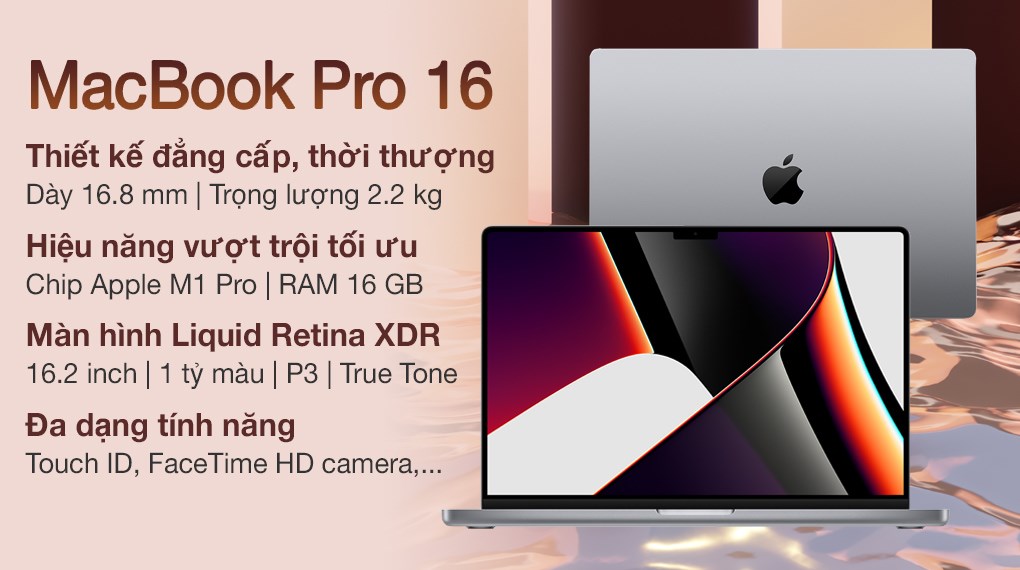 MacBook Pro 16
Thiết kế đẳng cấp, thời thượng
Dày 16.8 mm | Trọng lượng 2.2 kg
Hiệu năng vượt trội tối ưu
Chip Apple M1 Pro | RAM 16 GB
Màn hình Liquid Retina XDR
16.2 inch | 1 tỷ màu | P3 | True Tone
Đa dạng tính năng
Touch ID, FaceTime HD camera,...